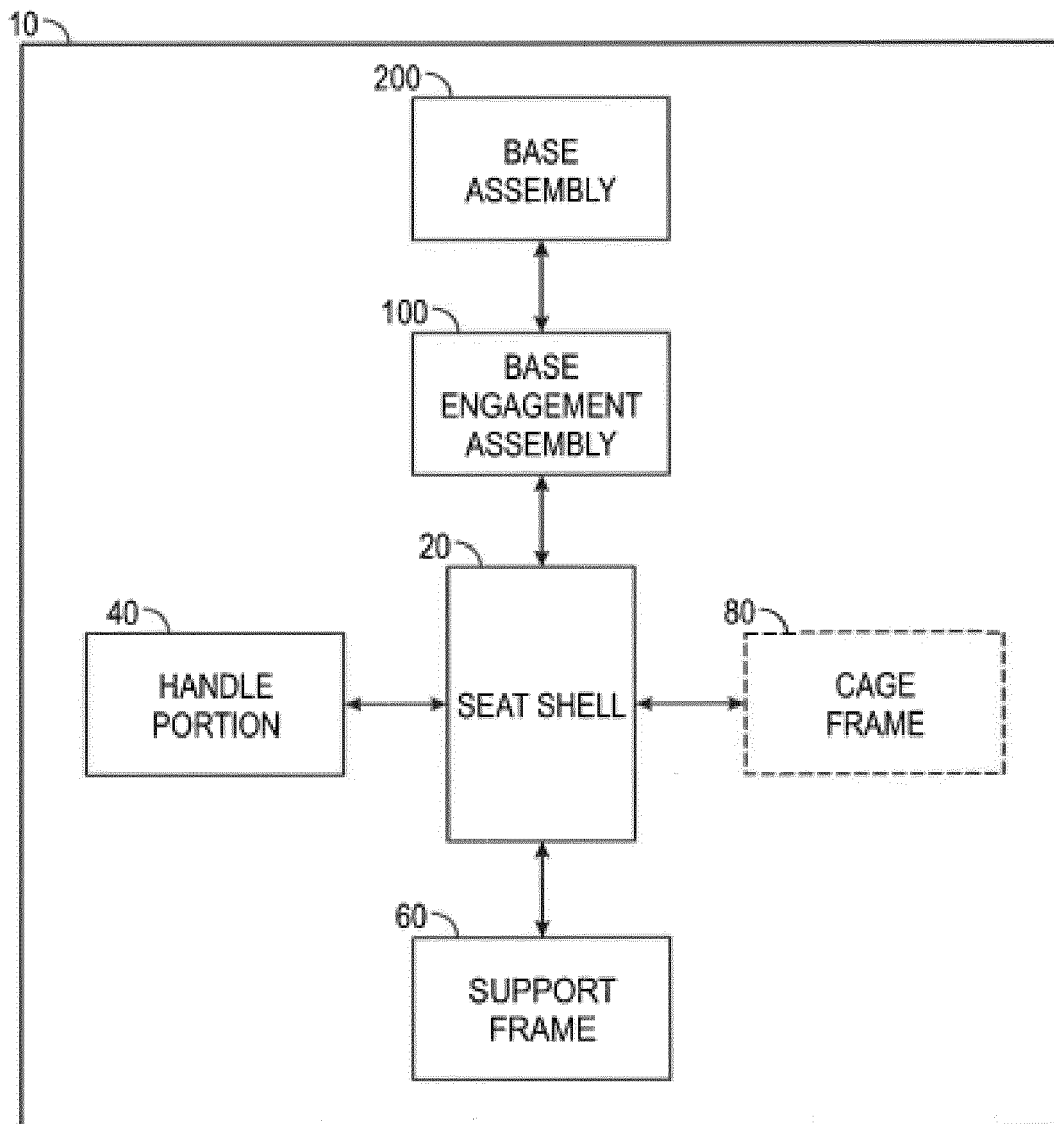 10
200
BASE
ASSEMBLY
100
BASE
ENGAGEMENT
ASSEMBLY
20
SEAT SHELL
40
HANDLE
PORTION
80
CAGE
FRAME
60
SUPPORT
FRAME